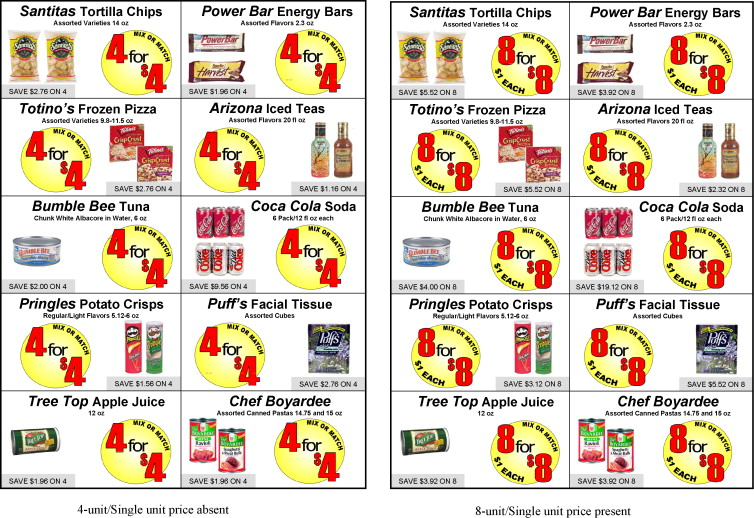 Santitas Tortilla Chips
Assorted Varieties 14 oz
MIX OR MATCH
4 for $4
SAVE $2.76 ON 4
Power Bar Energy Bars
Assorted Flavors 2.3 oz
PowerBar
Harvest
MIX OR MATCH
4 for $4
SAVE $1.96 ON 4
Totino's Frozen Pizza
Assorted Varieties 9.8-11.5 oz
MIX OR MATCH
4 for $4
Totino's
CrispCrust
CrispCrust
SAVE $2.76 ON 4
Arizona Iced Teas
Assorted Flavors 20 fl oz
MIX OR MATCH
4 for $4
SAVE $1.16 ON 4
Bumble Bee Tuna
Chunk White Albacore in Water, 6 oz
BUMBLE BEE
MIX OR MATCH
4 for $4
SAVE $2.00 ON 4
Coca Cola Soda
6 Pack/12 fl oz each
MIX OR MATCH
4 for $4
SAVE $9.56 ON 4
Pringles Potato Crisps
Regular/Light Flavors 5.12-6 oz
MIX OR MATCH
4 for $4
SAVE $1.56 ON 4
Puff's Facial Tissue
Assorted Cubes
MIX OR MATCH
4 for $4
Puffs
SAVE $2.76 ON 4
Tree Top Apple Juice
12 oz
Tree Top
MIX OR MATCH
4 for $4
SAVE $1.96 ON 4
Chef Boyardee
Assorted Canned Pastas 14.75 and 15 oz
Ravioli
MIX OR MATCH
4 for $4
SAVE $1.96 ON 4
4-unit/Single unit price absent
Santitas Tortilla Chips
Assorted Varieties 14 oz
MIX OR MATCH
8 for $8
$1 EACH
SAVE $5.52 ON 8
Power Bar Energy Bars
Assorted Flavors 2.3 oz
PowerBar
Harvest
MIX OR MATCH
8 for $8
$1 EACH
SAVE $3.92 ON 8
Totino's Frozen Pizza
Assorted Varieties 9.8-11.5 oz
MIX OR MATCH
8 for $8
$1 EACH
Totino's
CrispCrust
CrispCrust
SAVE $5.52 ON 8
Arizona Iced Teas
Assorted Flavors 20 fl oz
MIX OR MATCH
8 for $8
$1 EACH
SAVE $2.32 ON 8
Bumble Bee Tuna
Chunk White Albacore in Water, 6 oz
BUMBLE BEE
MIX OR MATCH
8 for $8
$1 EACH
SAVE $4.00 ON 8
Coca Cola Soda
6 Pack/12 fl oz each
MIX OR MATCH
8 for $8
$1 EACH
SAVE $19.12 ON 8
Pringles Potato Crisps
Regular/Light Flavors 5.12-6 oz
MIX OR MATCH
8 for $8
$1 EACH
SAVE $3.12 ON 8
Puff's Facial Tissue
Assorted Cubes
MIX OR MATCH
8 for $8
$1 EACH
Puffs
SAVE $5.52 ON 8
Tree Top Apple Juice
12 oz
Tree Top
MIX OR MATCH
8 for $8
$1 EACH
SAVE $3.92 ON 8
Chef Boyardee
Assorted Canned Pastas 14.75 and 15 oz
Ravioli
MIX OR MATCH
8 for $8
$1 EACH
SAVE $3.92 ON 8
8-unit/Single unit price present